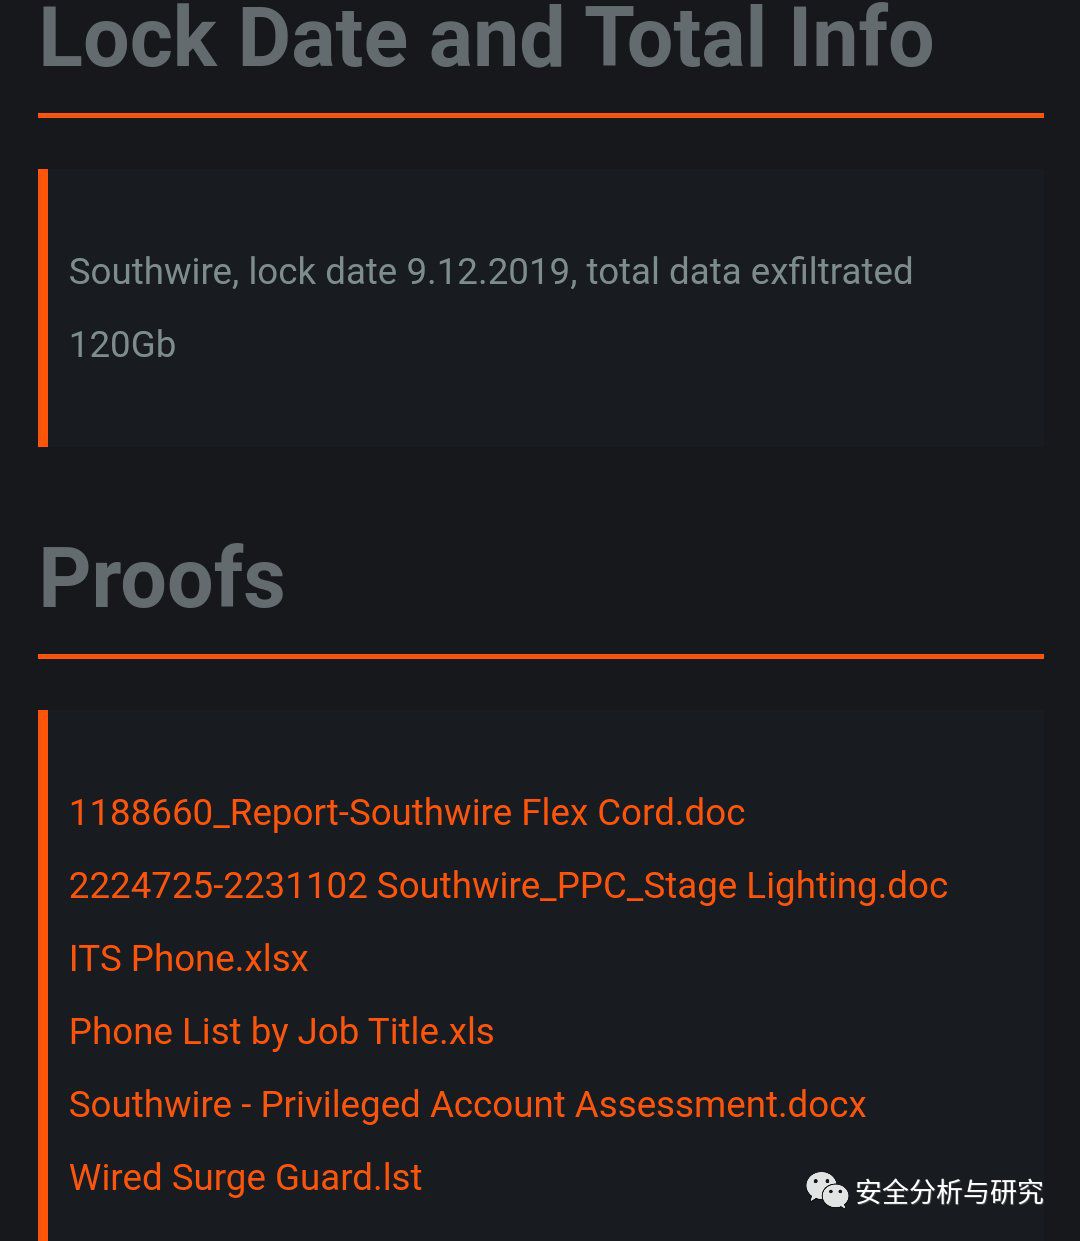 Lock Date and Total Info
Southwire, lock date 9.12.2019, total data exfiltrated
120Gb
Proofs
1188660_Report-Southwire Flex Cord.doc
2224725-2231102 Southwire_PPC_Stage Lighting.doc
ITS Phone.xlsx
Phone List by Job Title.xls
Southwire - Privileged Account Assessment.docx
Wired Surge Guard.lst
安全分析与研究